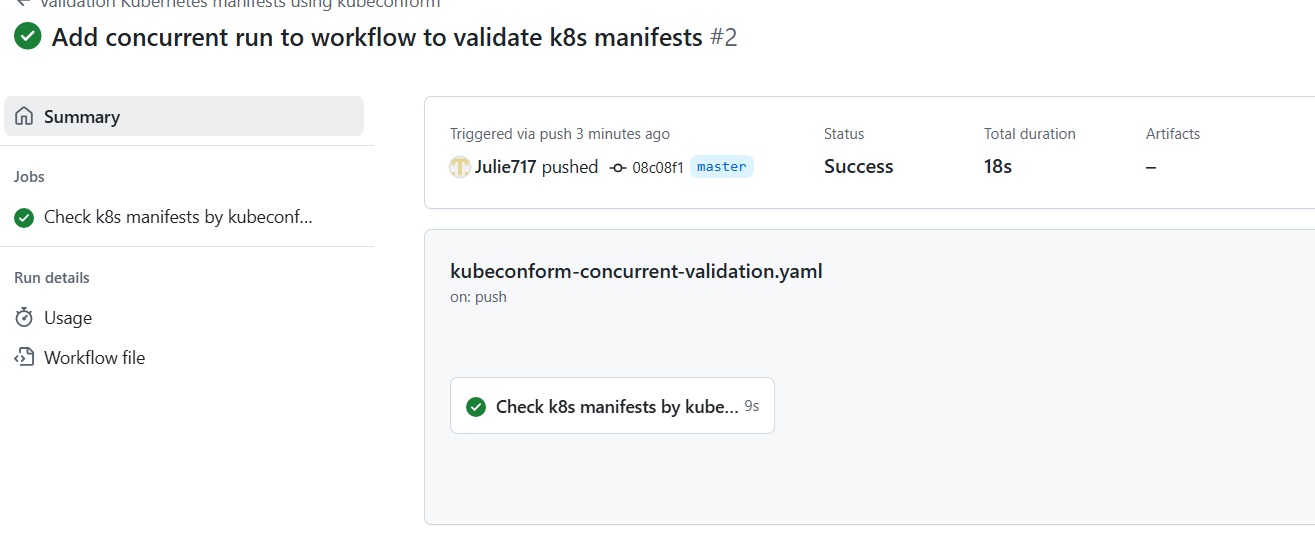 Validation Kubernetes manifests using kubeconform
Add concurrent run to workflow to validate k8s manifests #2
Summary
Jobs
Check k8s manifests by kubeconf...
Run details
Usage
Workflow file
Triggered via push 3 minutes ago
Julie717 pushed 08c08f1 master
Status
Success
Total duration
18s
Artifacts
–
kubeconform-concurrent-validation.yaml
on: push
Check k8s manifests by kube... 9s